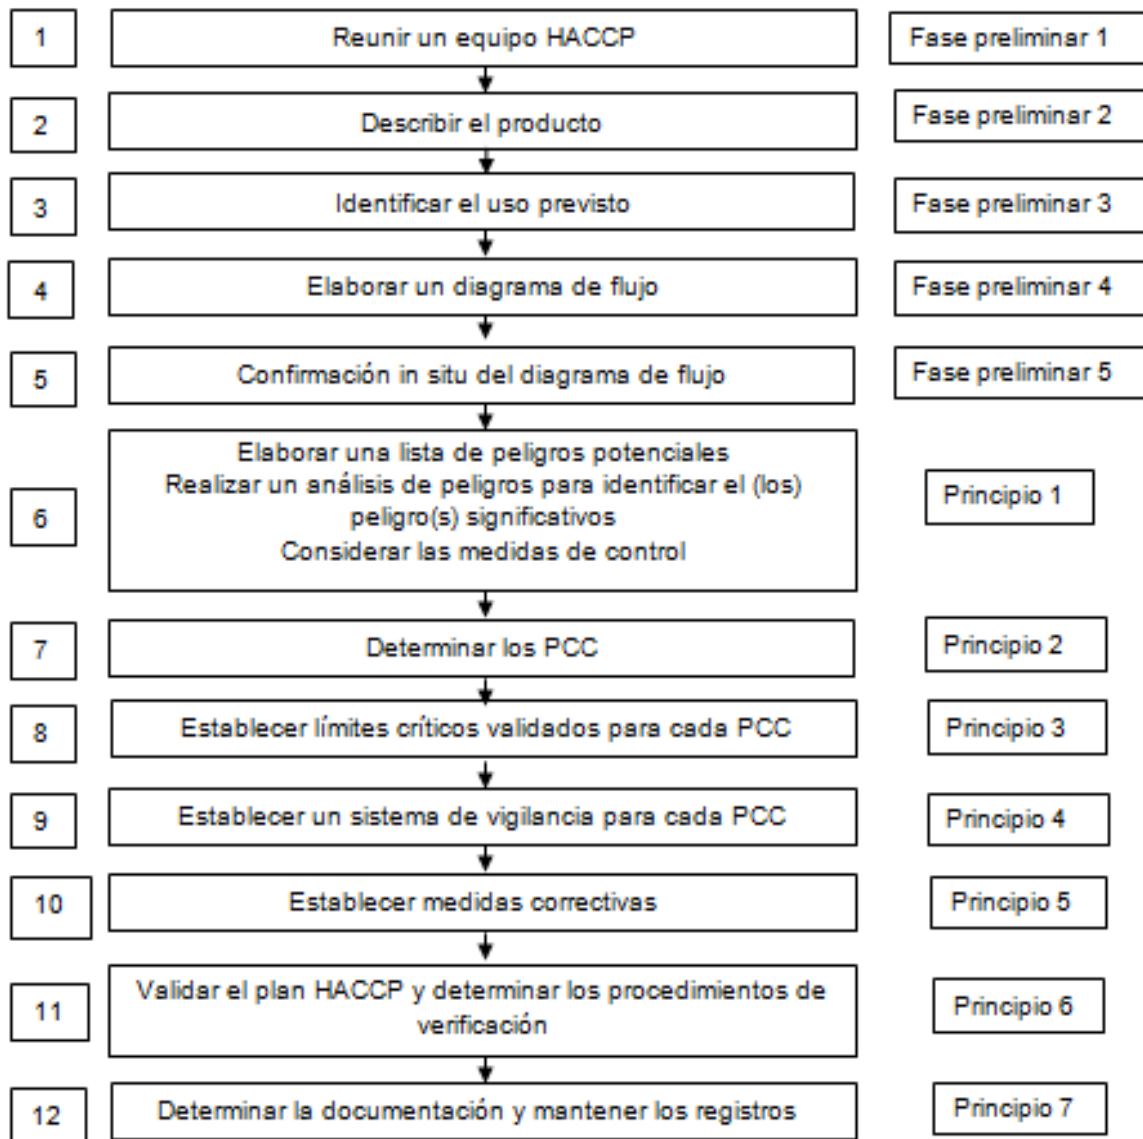 1
Reunir un equipo HACCP
Fase preliminar 1
2
Describir el producto
Fase preliminar 2
3
Identificar el uso previsto
Fase preliminar 3
4
Elaborar un diagrama de flujo
Fase preliminar 4
5
Confirmación in situ del diagrama de flujo
Fase preliminar 5
6
Elaborar una lista de peligros potenciales
Realizar un análisis de peligros para identificar el (los)
peligro(s) significativos
Considerar las medidas de control
Principio 1
7
Determinar los PCC
Principio 2
8
Establecer límites críticos validados para cada PCC
Principio 3
9
Establecer un sistema de vigilancia para cada PCC
Principio 4
10
Establecer medidas correctivas
Principio 5
11
Validar el plan HACCP y determinar los procedimientos de
verificación
Principio 6
12
Determinar la documentación y mantener los registros
Principio 7